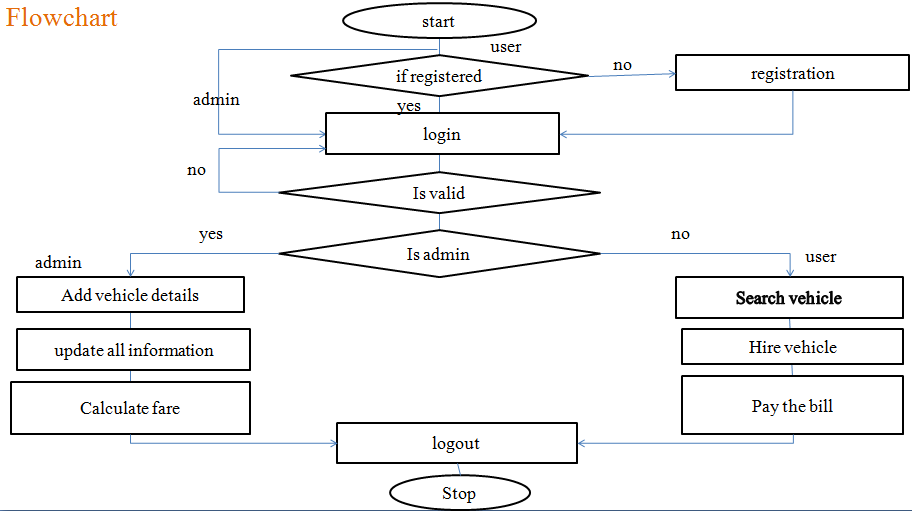 Flowchart
start
user
if registered
no
registration
admin
yes
login
no
Is valid
yes
Is admin
no
admin
user
Add vehicle details
Search vehicle
update all information
Hire vehicle
Calculate fare
Pay the bill
logout
Stop